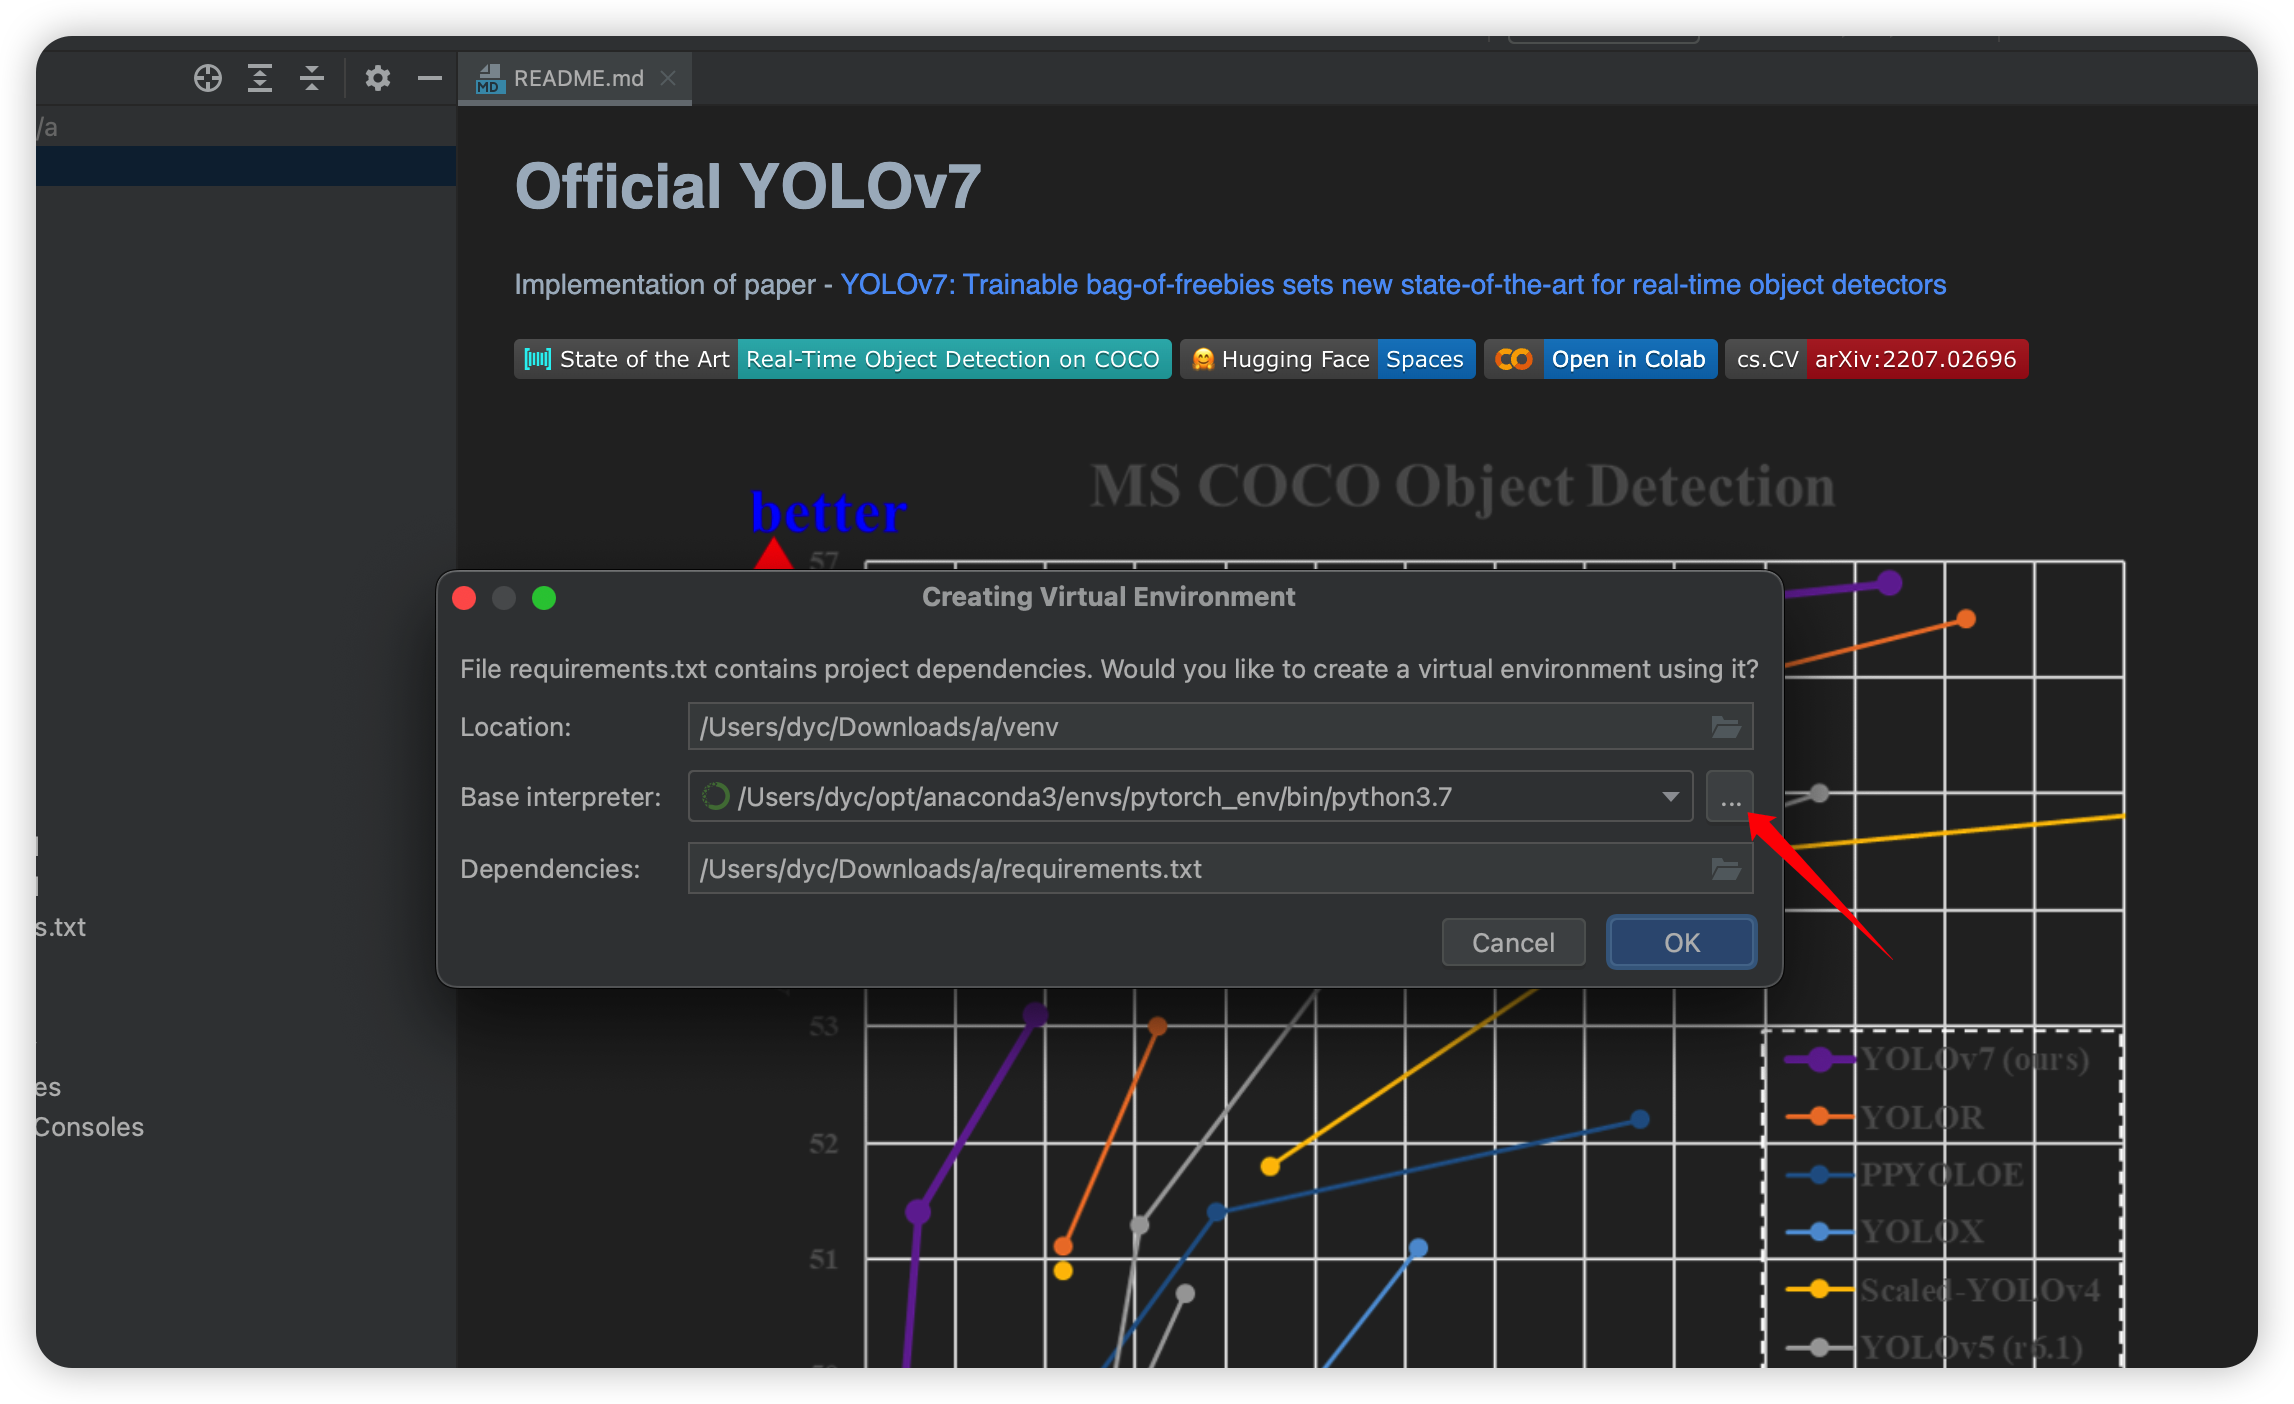 MD README.md
/a
Official YOLOv7
Implementation of paper - YOLOv7: Trainable bag-of-freebies sets new state-of-the-art for real-time object detectors
State of the Art Real-Time Object Detection on COCO Hugging Face Spaces Open in Colab cs.CV arXiv:2207.02696
MS COCO Object Detection
better
57
Creating Virtual Environment
File requirements.txt contains project dependencies. Would you like to create a virtual environment using it?
Location: /Users/dyc/Downloads/a/venv
Base interpreter: /Users/dyc/opt/anaconda3/envs/pytorch_env/bin/python3.7 ...
Dependencies: /Users/dyc/Downloads/a/requirements.txt
s.txt
Cancel OK
53
YOLOv7 (ours)
es
YOLOR
Consoles
52
PPYOLOE
YOLOX
51
Scaled-YOLOv4
YOLOv5 (r6.1)